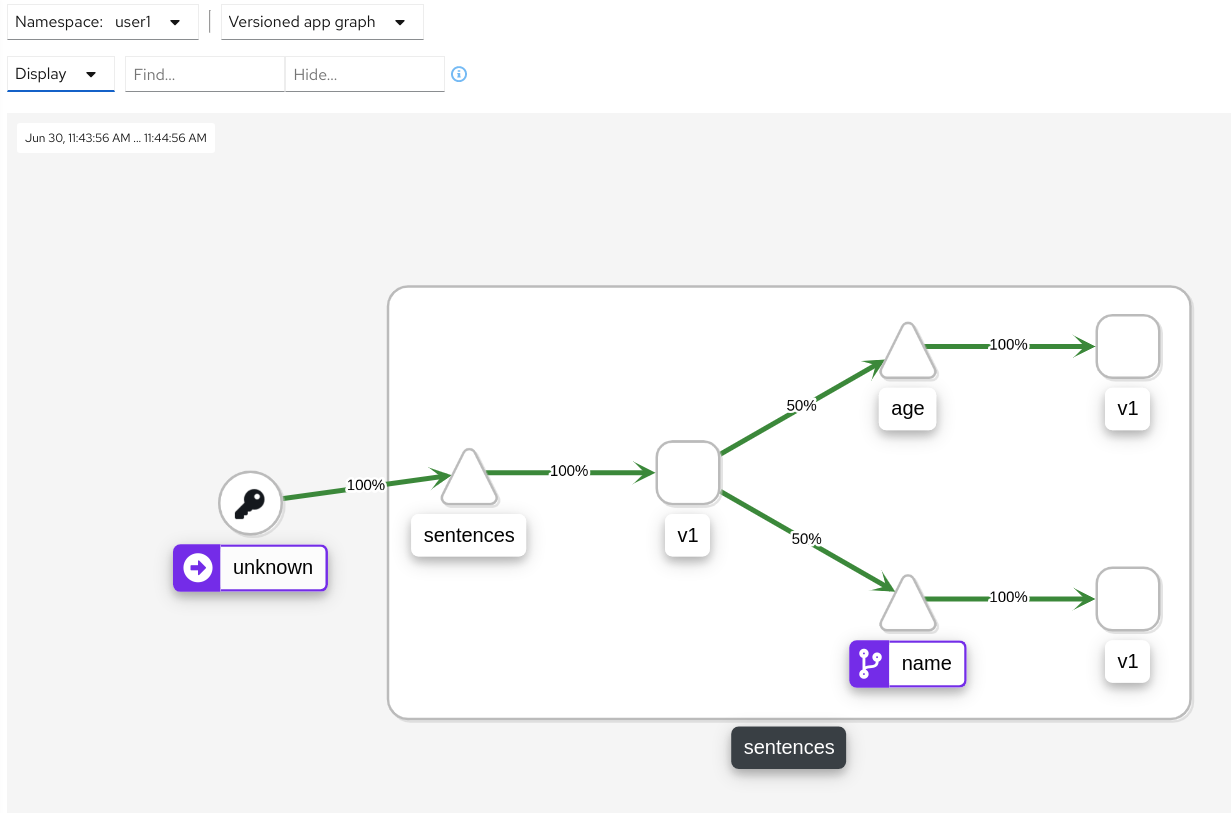 Namespace: user1
Versioned app graph
Display
Find...
Hide...
Jun 30, 11:43:56 AM ... 11:44:56 AM
100%
age
v1
50%
100%
100%
sentences
v1
unknown
50%
100%
name
v1
sentences